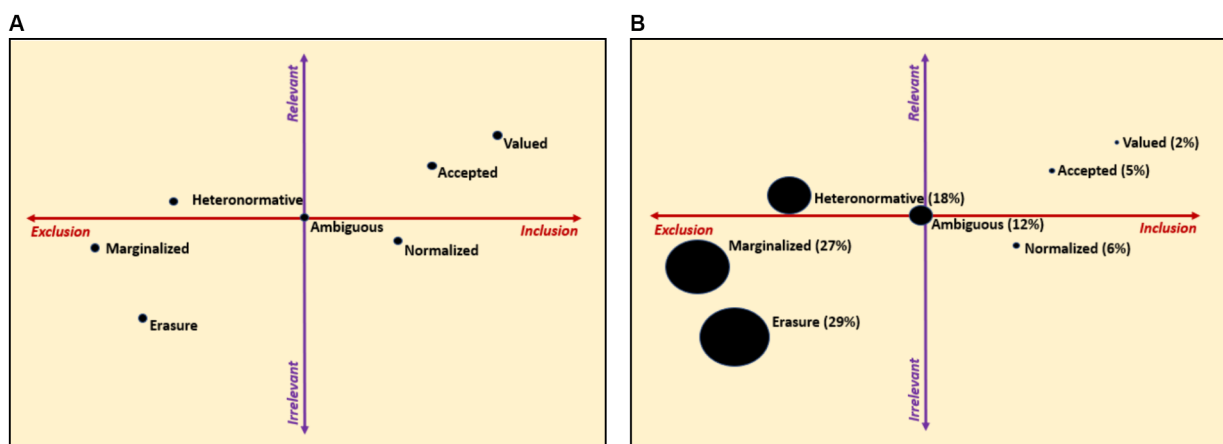 A
Relevant
Valued
Accepted
Heteronormative
Ambiguous
Exclusion
Inclusion
Normalized
Marginalized
Erasure
Irrelevant
B
Relevant
Valued (2%)
Accepted (5%)
Heteronormative (18%)
Ambiguous (12%)
Exclusion
Inclusion
Marginalized (27%)
Normalized (6%)
Erasure (29%)
Irrelevant